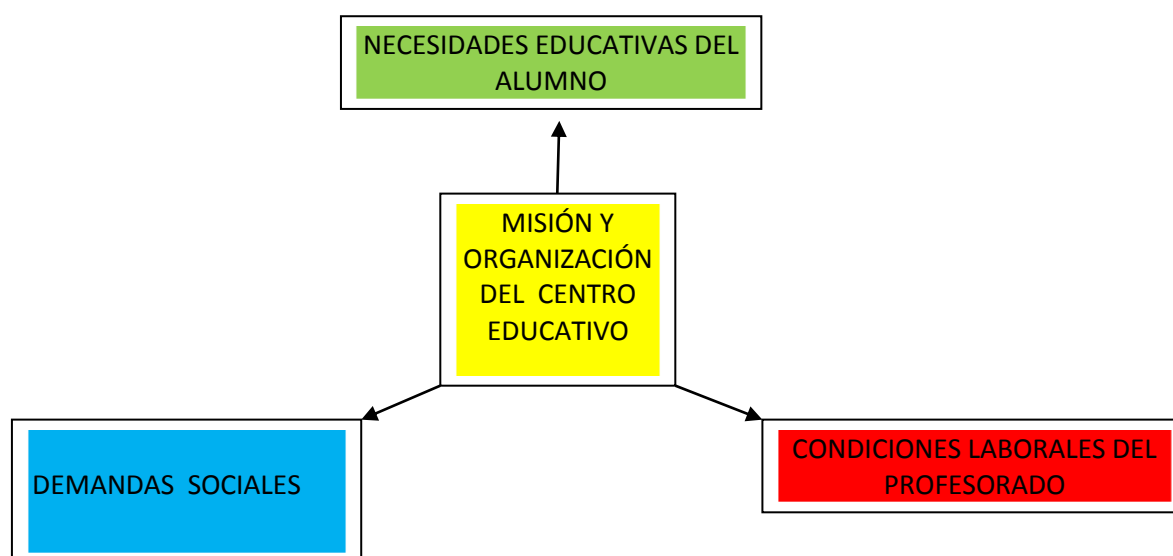 NECESIDADES EDUCATIVAS DEL
ALUMNO
MISIÓN Y
ORGANIZACIÓN
DEL  CENTRO
EDUCATIVO
DEMANDAS  SOCIALES
CONDICIONES LABORALES DEL
PROFESORADO